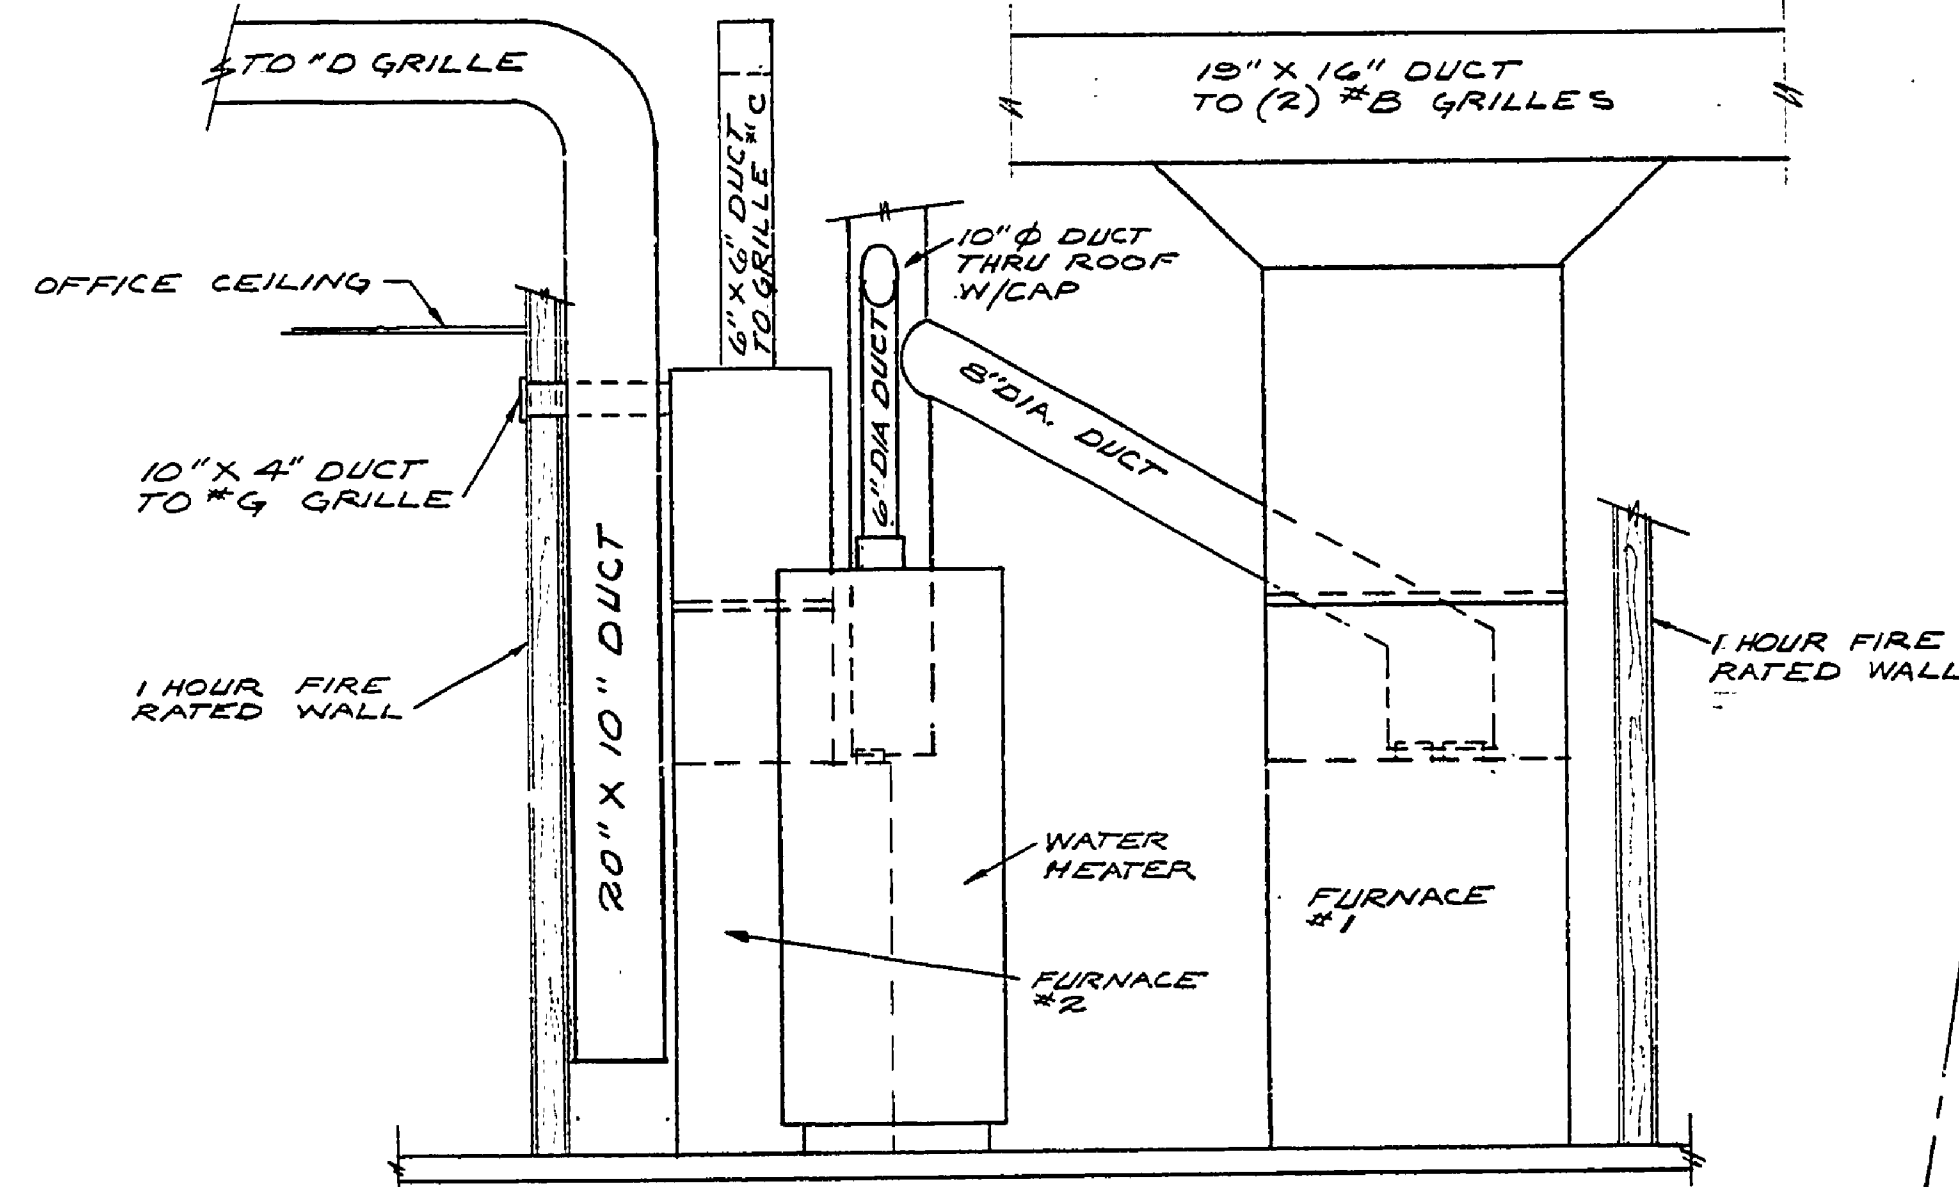 TO "D GRILLE
6" X 6" DUCT
TO GRILLE #C
19" X 16" DUCT
TO (2) #B GRILLES
10" Ø DUCT
THRU ROOF
W/CAP
OFFICE CEILING
6" DIA DUCT
8" DIA. DUCT
10" X 4" DUCT
TO #G GRILLE
20" X 10" DUCT
1 HOUR FIRE
RATED WALL
1 HOUR FIRE
RATED WALL
WATER
HEATER
FURNACE
#1
FURNACE
#2